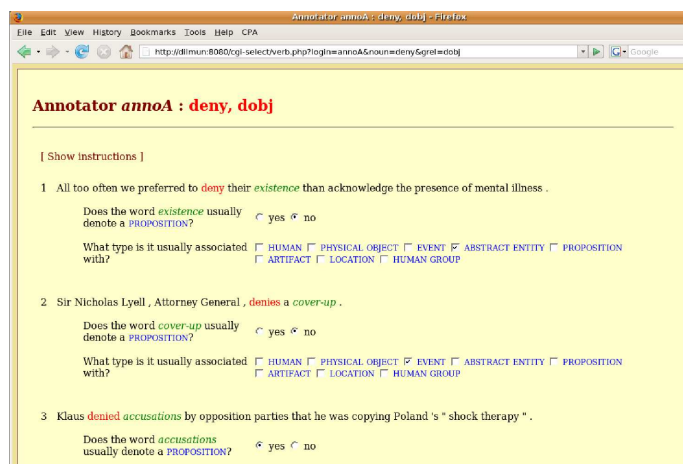 Annotator annoA : deny, dobj - Firefox
File Edit View History Bookmarks Tools Help CPA
http://dilmun:8080/cgi-select/verb.php?login=annoA&noun=deny&grel=dobj
Google
Annotator annoA : deny, dobj
[ Show instructions ]
1 All too often we preferred to deny their existence than acknowledge the presence of mental illness .
Does the word existence usually
denote a PROPOSITION?
yes no
What type is it usually associated
with?
HUMAN PHYSICAL OBJECT EVENT ABSTRACT ENTITY PROPOSITION
ARTIFACT LOCATION HUMAN GROUP
2 Sir Nicholas Lyell , Attorney General , denies a cover-up .
Does the word cover-up usually
denote a PROPOSITION?
yes no
What type is it usually associated
with?
HUMAN PHYSICAL OBJECT EVENT ABSTRACT ENTITY PROPOSITION
ARTIFACT LOCATION HUMAN GROUP
3 Klaus denied accusations by opposition parties that he was copying Poland 's " shock therapy " .
Does the word accusations
usually denote a PROPOSITION?
yes no